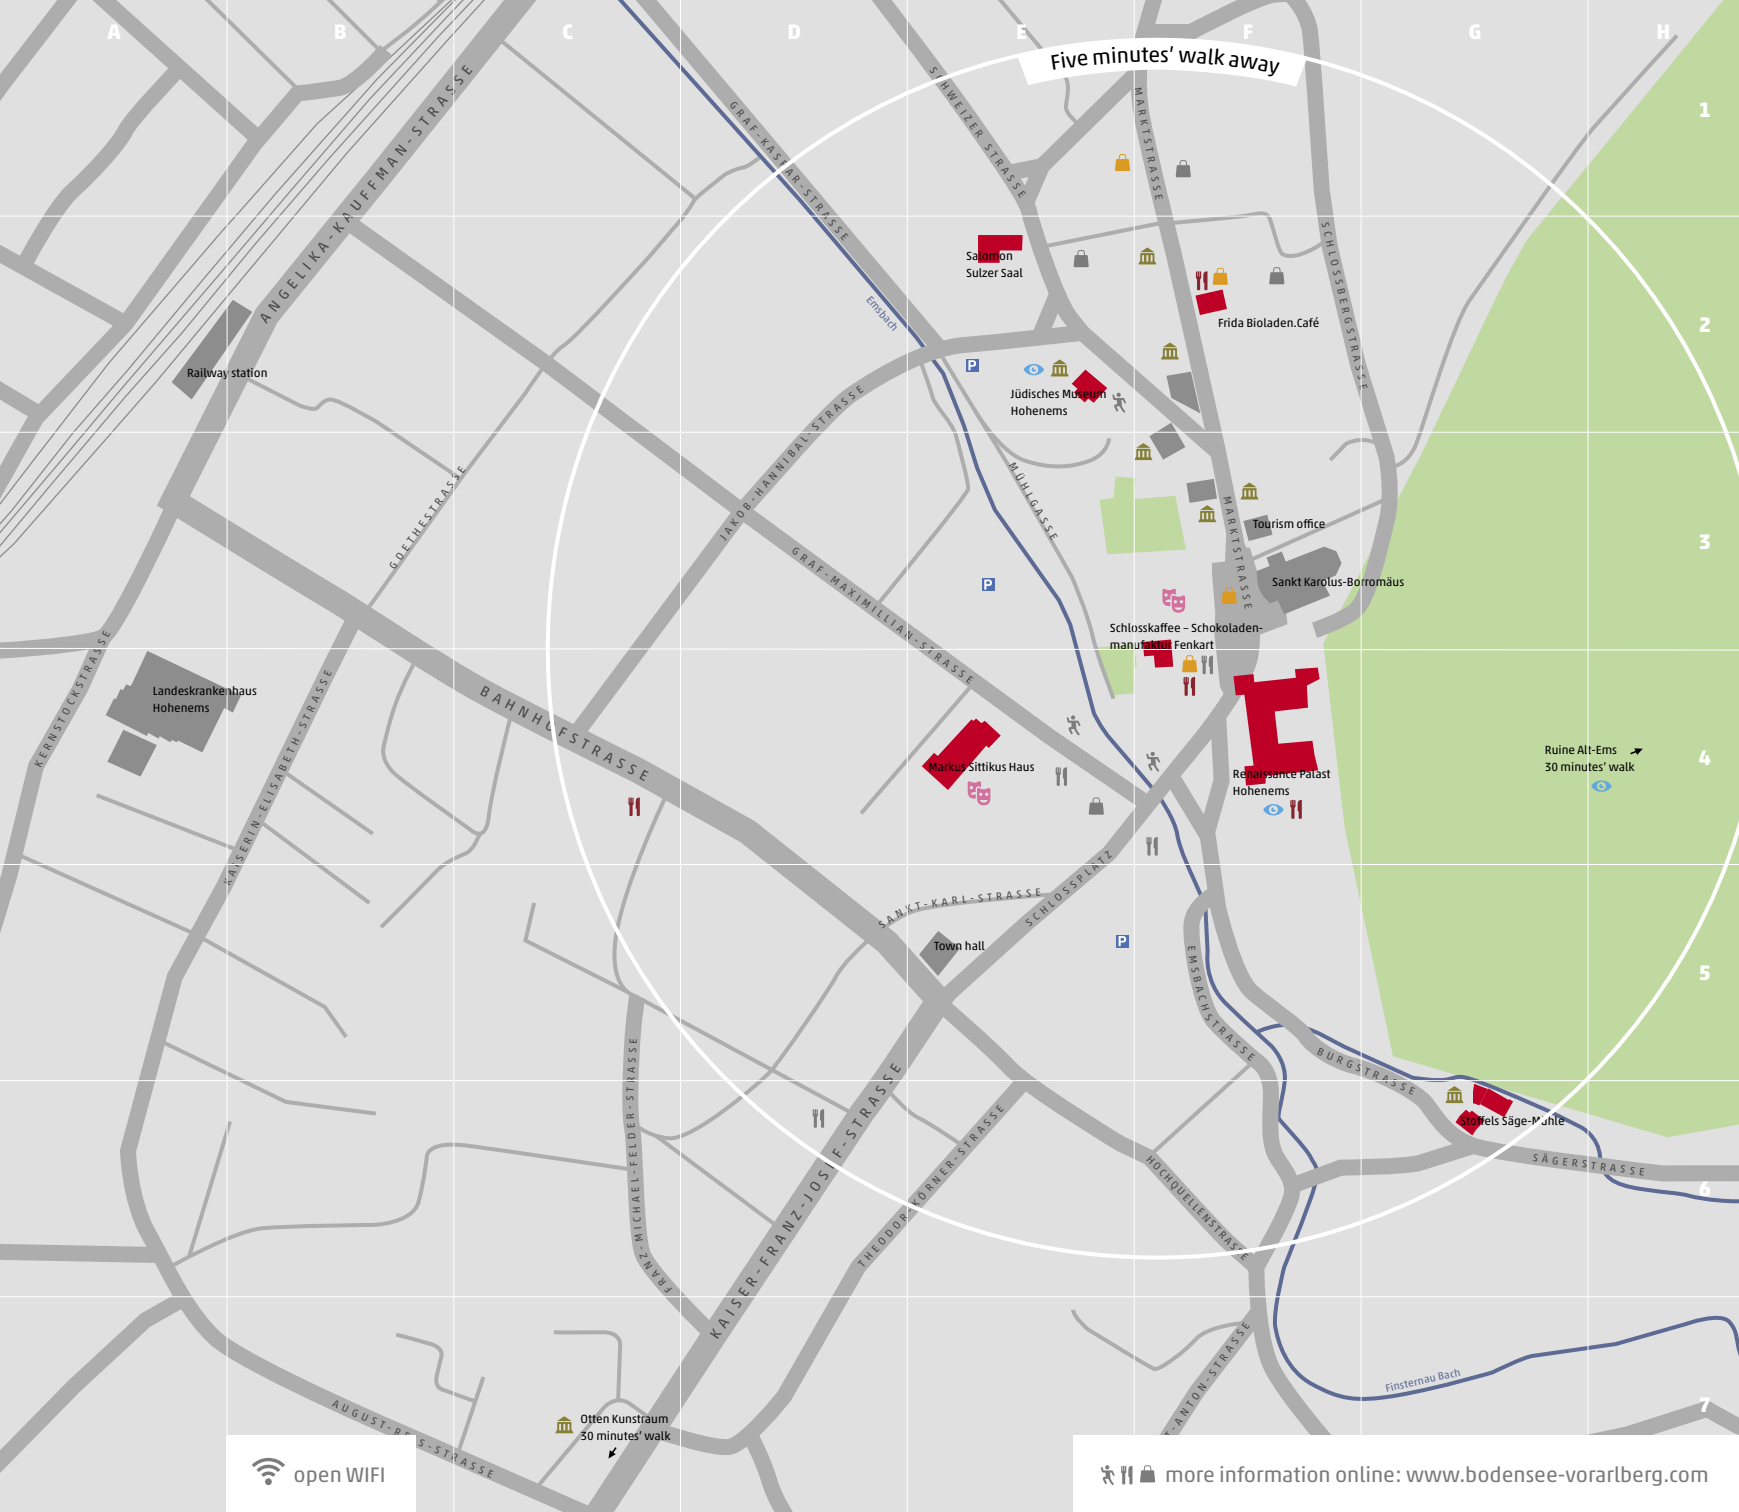 A
B
C
D
E
F
G
H
Five minutes' walk away
1
2
3
4
5
6
7
ANGELIKA-KAUFFMAN-STRASSE
GRAF-KASPAR-STRASSE
SCHWEIZER STRASSE
MARKTSTRASSE
SCHLOSSBERGSTRASSE
Salomon
Sulzer Saal
Emsbach
Frida Bioladen.Café
Railway station
Jüdisches Museum
Hohenems
JAKOB-HANNIBAL-STRASSE
GOETHESTRASSE
MÜHLGASSE
MARKTSTRASSE
Tourism office
Sankt Karolus-Borromäus
GRAF-MAXIMILLIAN-STRASSE
Schlosskaffee – Schokoladen-
manufaktur Fenkart
KERNSTOCKSTRASSE
Landeskrankenhaus
Hohenems
KAISERIN-ELISABETH-STRASSE
BAHNHOFSTRASSE
Markus Sittikus Haus
Renaissance Palast
Hohenems
Ruine Alt-Ems
30 minutes' walk
SANKT-KARL-STRASSE
SCHLOSSPLATZ
Town hall
P
P
P
EMSBACHSTRASSE
BURGSTRASSE
Stoffels Säge-Mühle
SÄGERSTRASSE
FRANZ-MICHAEL-FELDER-STRASSE
KAISER-FRANZ-JOSEF-STRASSE
THEODOR-KÖRNER-STRASSE
HOCHQUELLENSTRASSE
T-ANTON-STRASSE
Finsternau Bach
AUGUST-REIS-STRASSE
Otten Kunstraum
30 minutes' walk
open WIFI
more information online: www.bodensee-vorarlberg.com